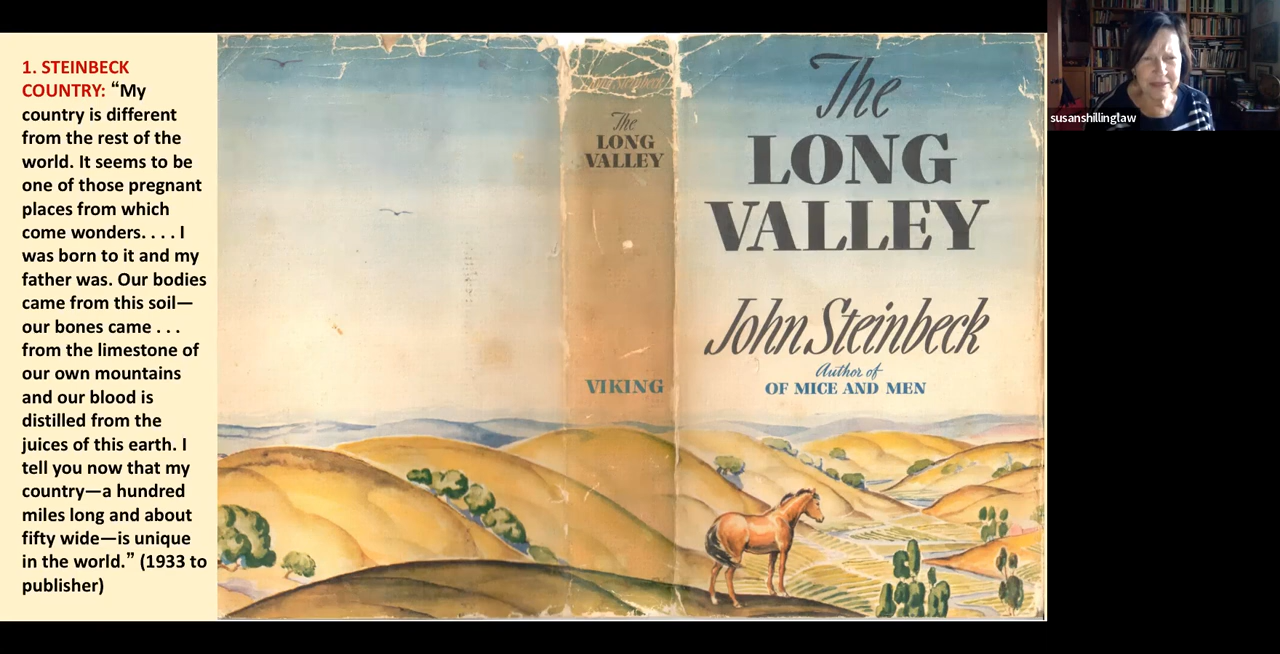 1. STEINBECK
COUNTRY: “My
country is different
from the rest of the
world. It seems to be
one of those pregnant
places from which
come wonders. . . . I
was born to it and my
father was. Our bodies
came from this soil—
our bones came . . .
from the limestone of
our own mountains
and our blood is
distilled from the
juices of this earth. I
tell you now that my
country—a hundred
miles long and about
fifty wide—is unique
in the world.” (1933 to
publisher)
John Steinbeck
The
LONG
VALLEY
VIKING
The
LONG
VALLEY
John Steinbeck
Author of
OF MICE AND MEN
susanshillinglaw